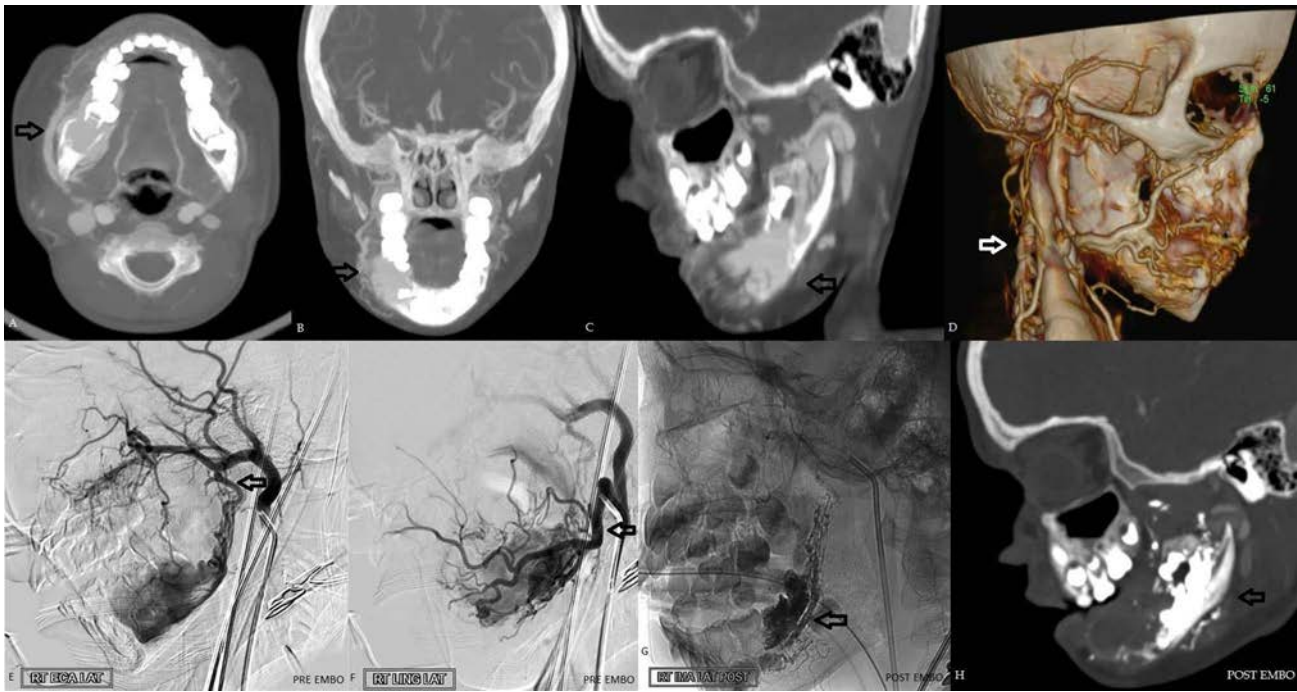 A
B
C
D
E
RT ECA LAT
PRE EMBO
F
RT LING LAT
PRE EMBO
G
RT IMA LAT POST
POST EMBO
H
POST EMBO